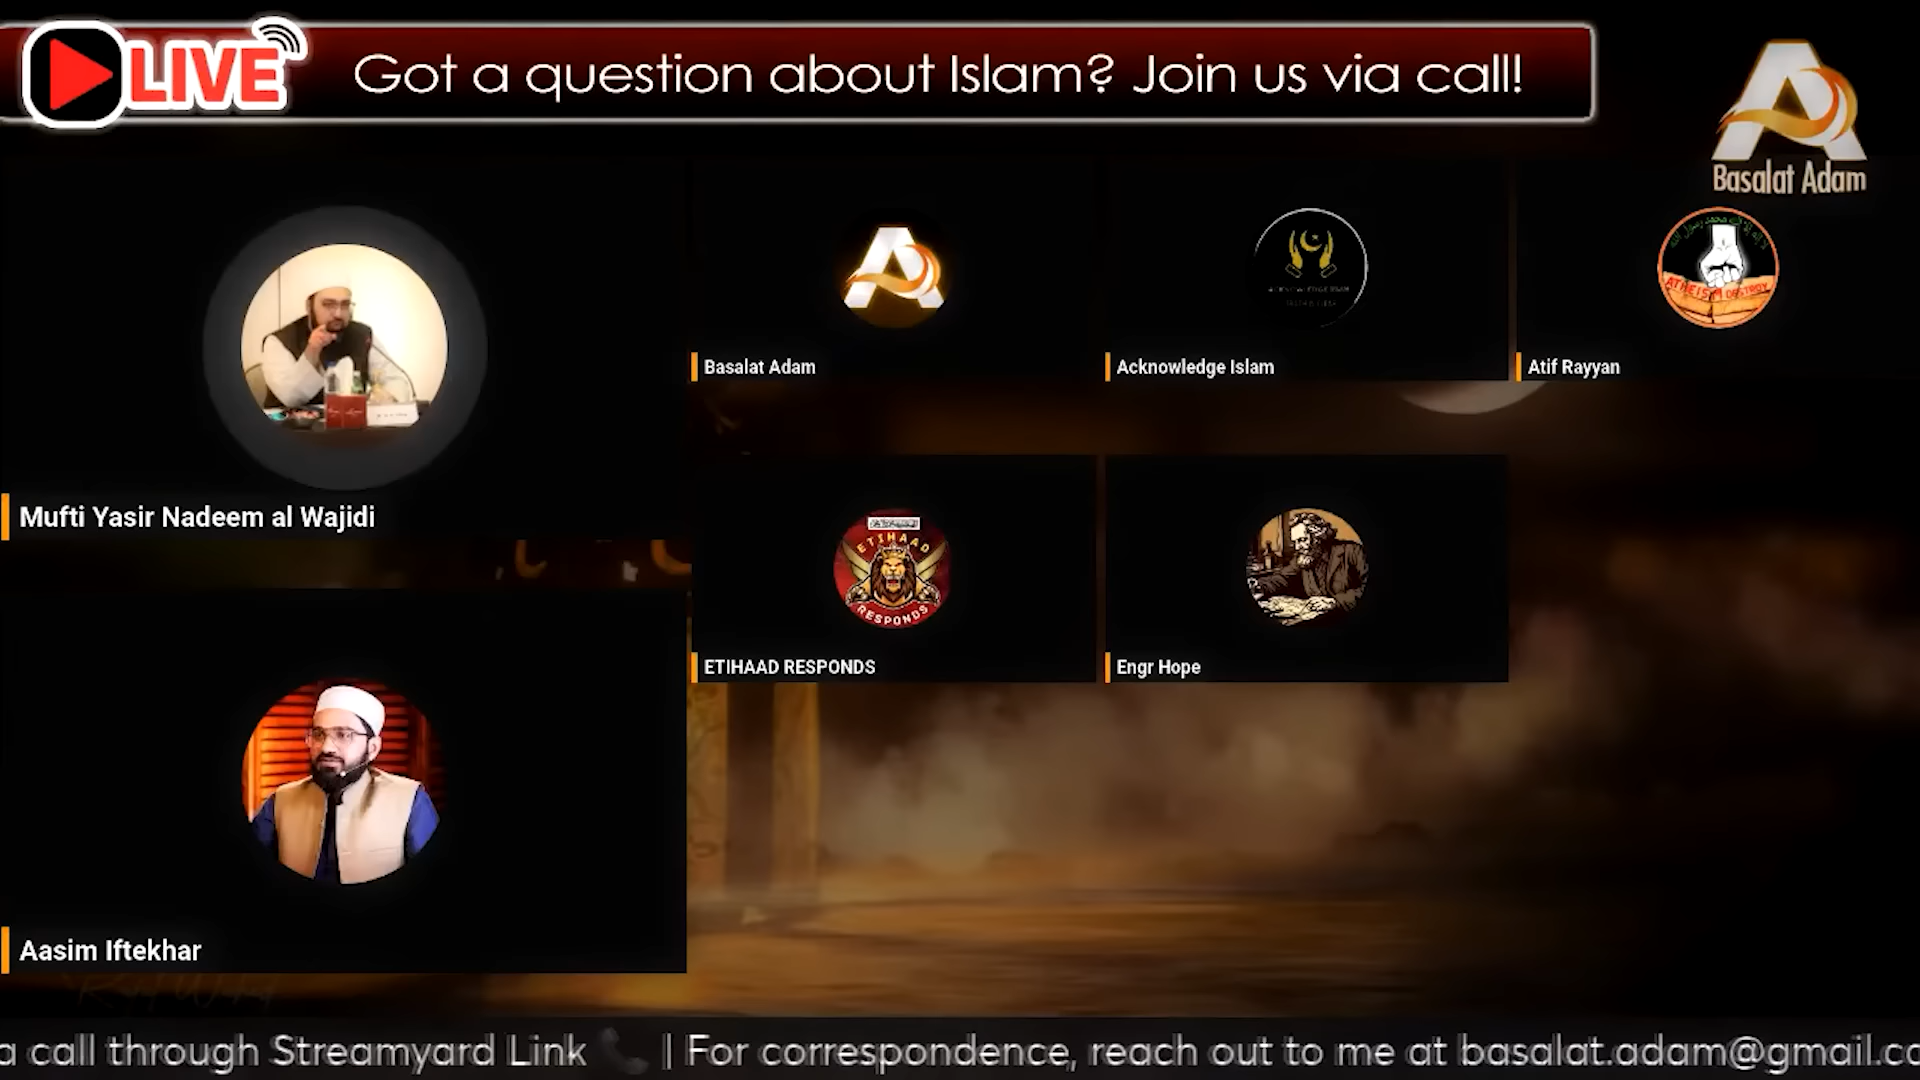 LIVE
Got a question about Islam? Join us via call!
Basalat Adam
Basalat Adam
Acknowledge Islam
Atif Rayyan
ATHEISM DESTROY
Mufti Yasir Nadeem al Wajidi
ETIHAAD
RESPONDS
ETIHAAD RESPONDS
Engr Hope
Aasim Iftekhar
a call through Streamyard Link 📞 | For correspondence, reach out to me at basalat.adam@gmail.co